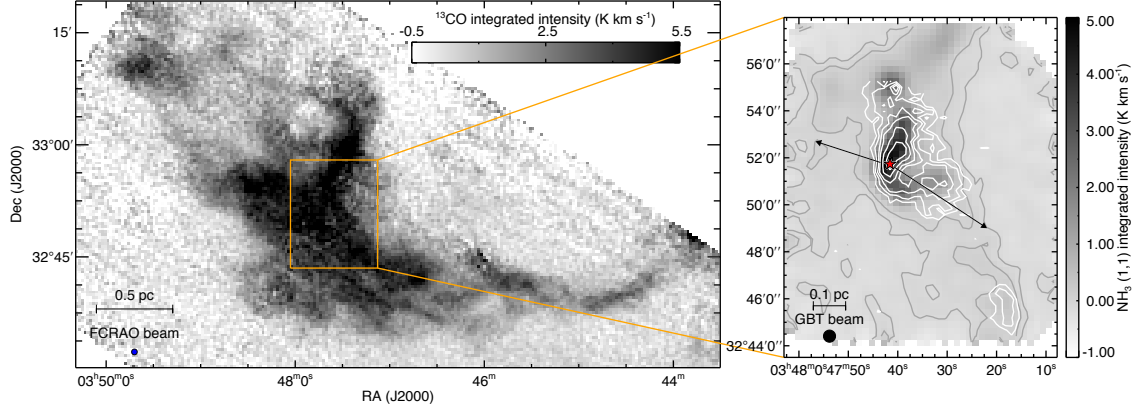 ¹³CO integrated intensity (K km s⁻¹)
-0.5 2.5 5.5
15′
33°00′
32°45′
Dec (J2000)
0.5 pc
FCRAO beam
03ʰ50ᵐ0ˢ 48ᵐ 46ᵐ 44ᵐ
RA (J2000)
56′0′′
54′0′′
52′0′′
50′0′′
48′0′′
46′0′′
32°44′0′′
0.1 pc
GBT beam
03ʰ48ᵐ0ˢ 47ᵐ50ˢ 40ˢ 30ˢ 20ˢ 10ˢ
5.00
4.00
3.00
2.00
1.00
0.00
-1.00
NH₃ (1,1) integrated intensity (K km s⁻¹)